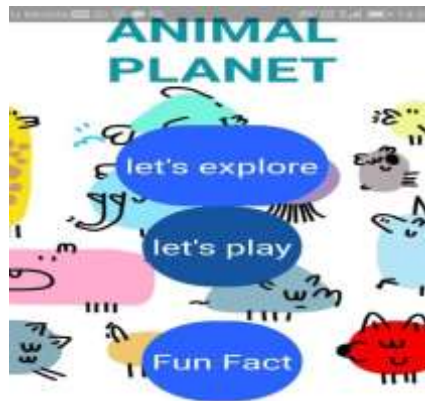 ANIMAL
PLANET
let's explore
let's play
Fun Fact